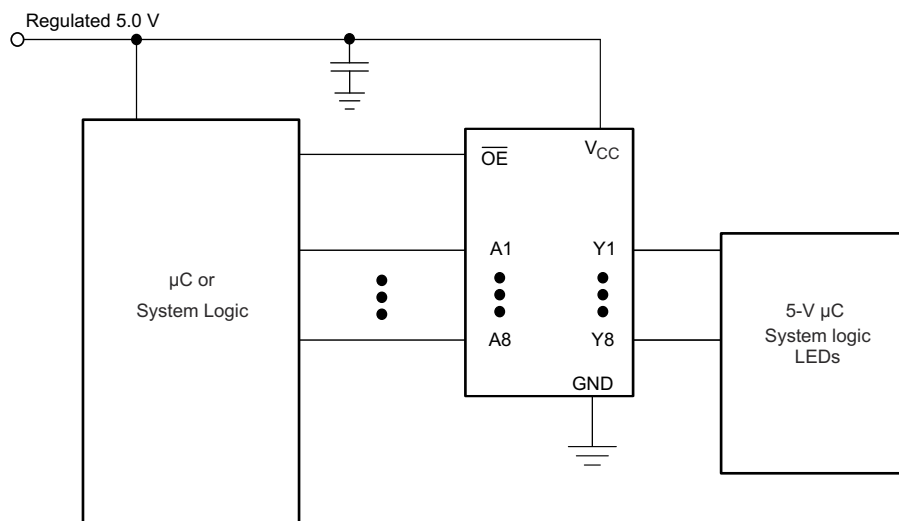 Regulated 5.0 V
OE
VCC
A1
Y1
µC or
System Logic
5-V µC
System logic
LEDs
A8
Y8
GND